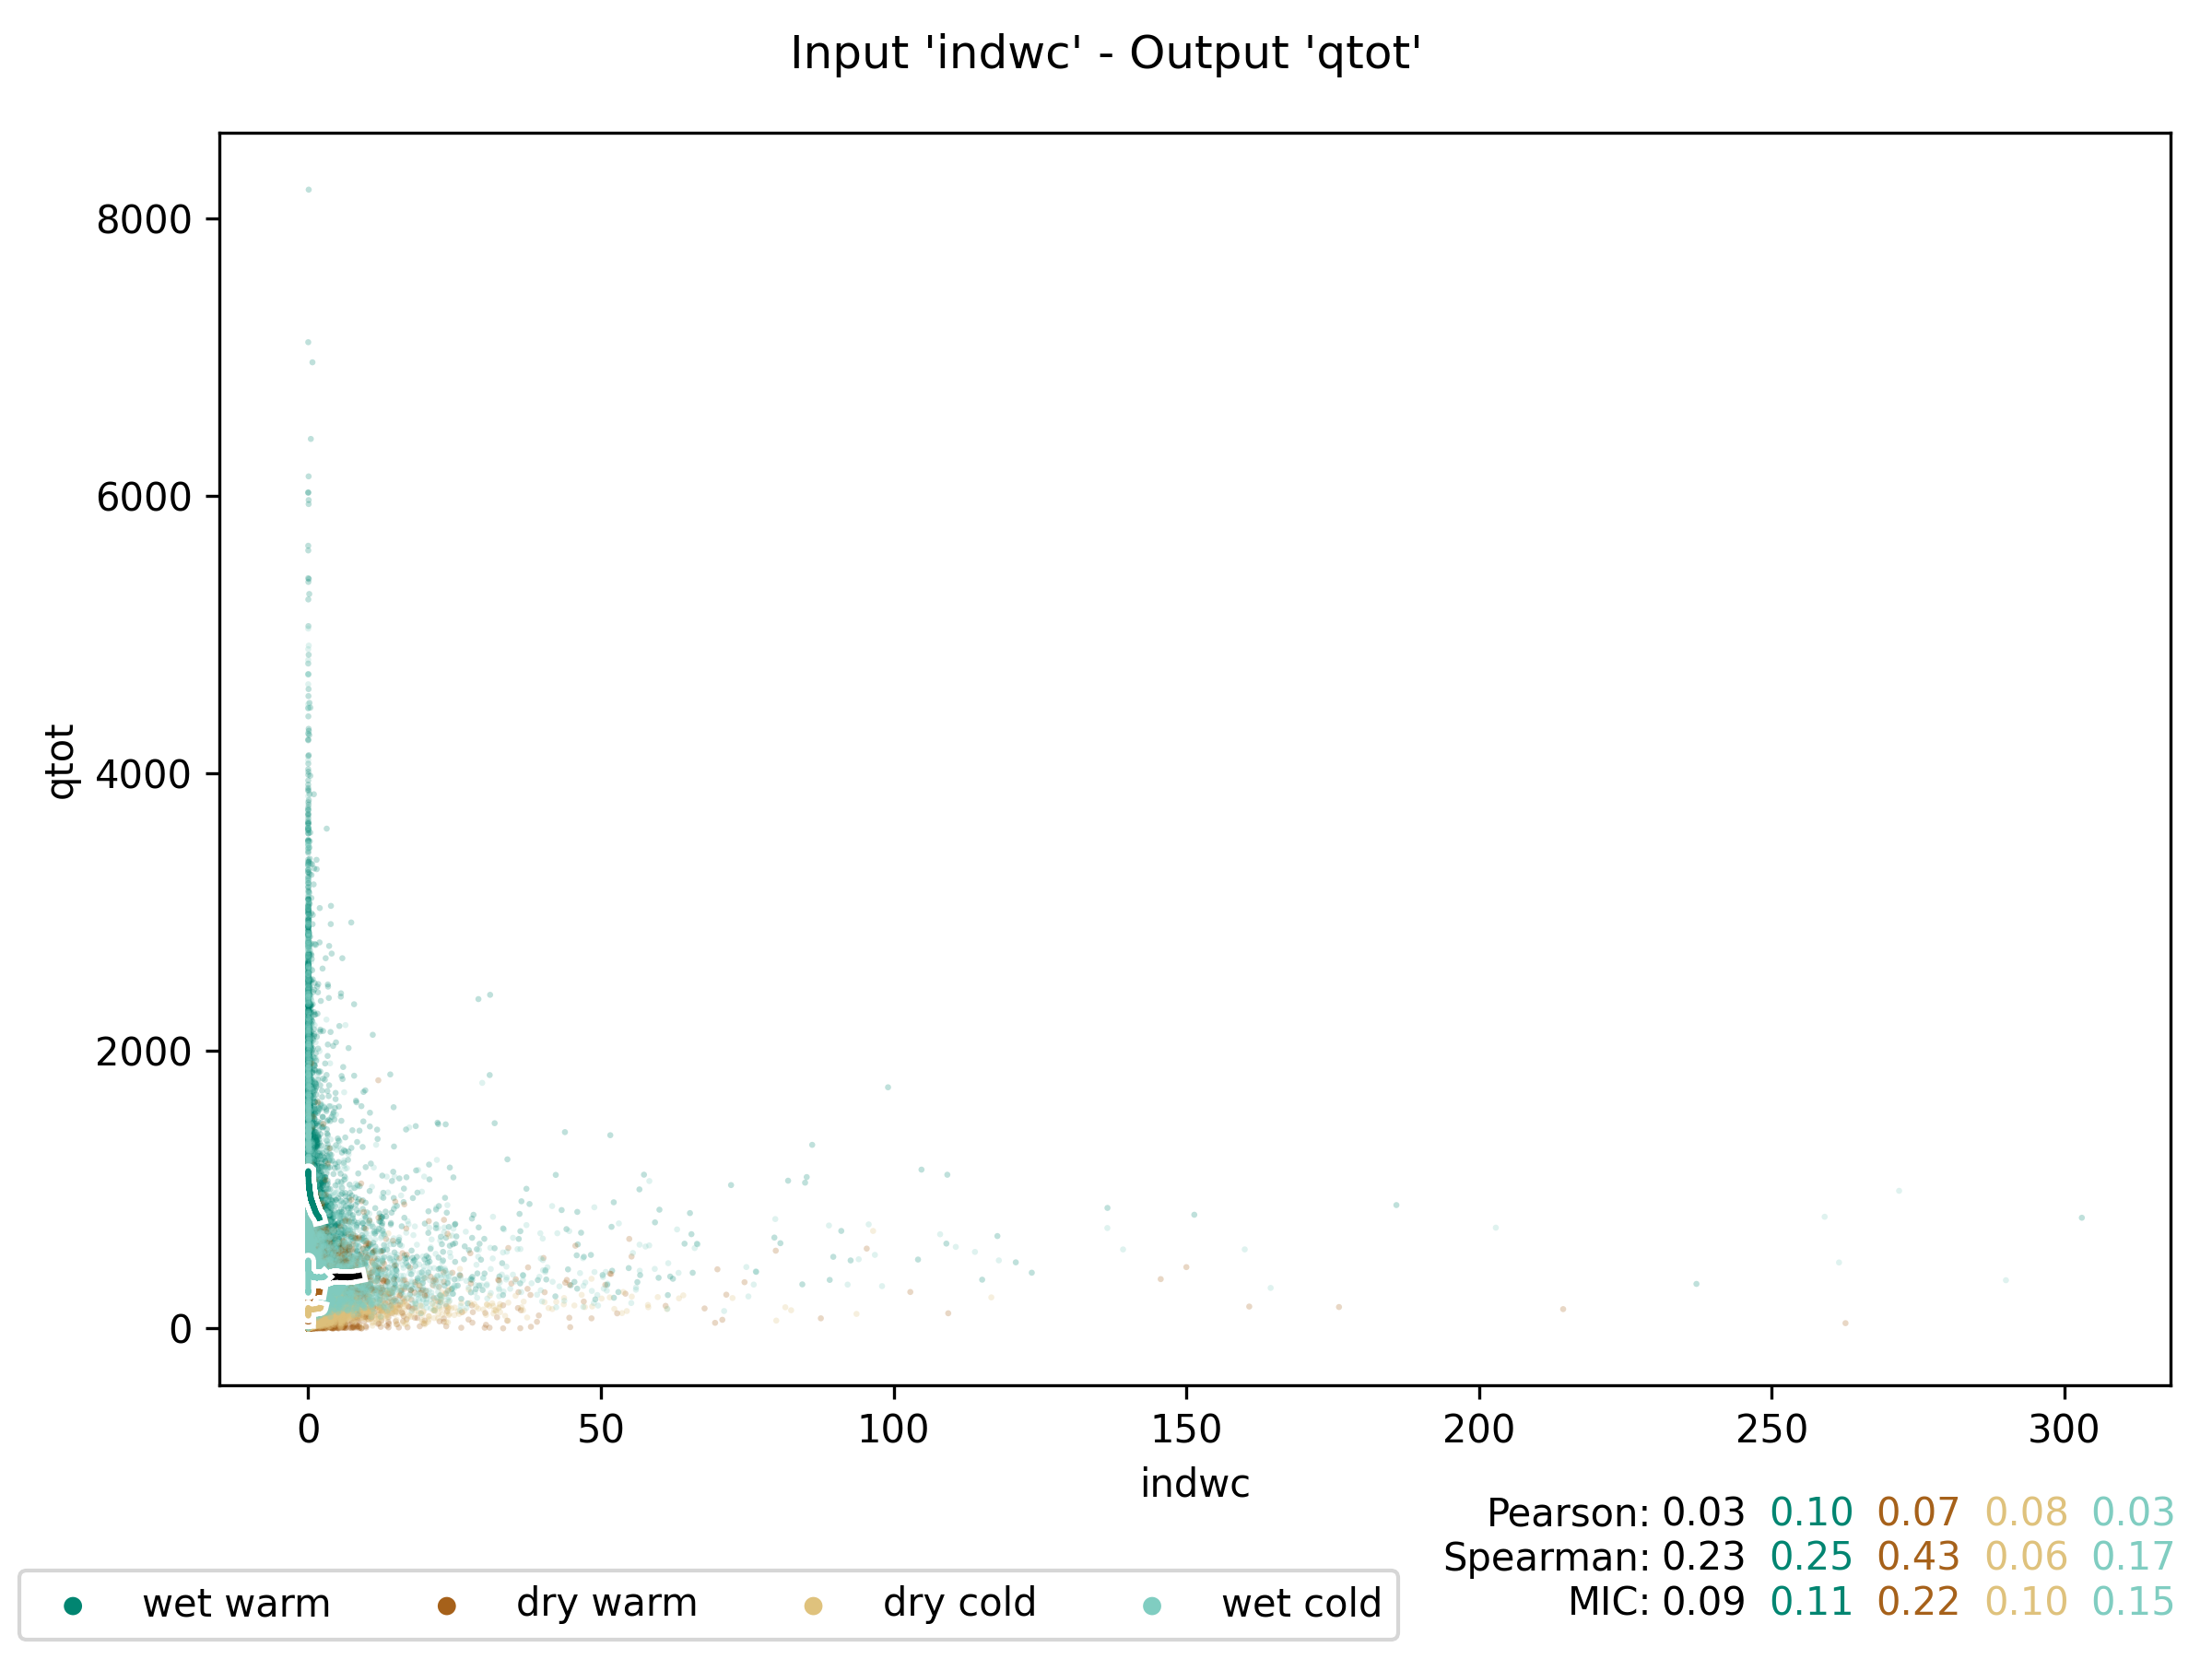 Input 'indwc' - Output 'qtot'
8000
6000
4000
2000
0
qtot
0 50 100 150 200 250 300
indwc
Pearson: 0.03 0.10 0.07 0.08 0.03
Spearman: 0.23 0.25 0.43 0.06 0.17
MIC: 0.09 0.11 0.22 0.10 0.15
wet warm dry warm dry cold wet cold